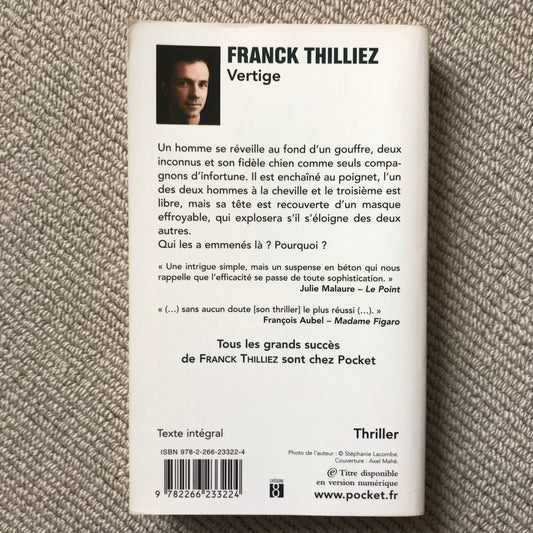 FRANCK THILLIEZ
Vertige
Un homme se réveille au fond d'un gouffre, deux
inconnus et son fidèle chien comme seuls compa-
gnons d'infortune. Il est enchaîné au poignet, l'un
des deux hommes à la cheville et le troisième est
libre, mais sa tête est recouverte d'un masque
effroyable, qui explosera s'il s'éloigne des deux
autres.
Qui les a emmenés là ? Pourquoi ?
« Une intrigue simple, mais un suspense en béton qui nous
rappelle que l'efficacité se passe de toute sophistication. »
Julie Malaure – Le Point
« (…) sans aucun doute [son thriller] le plus réussi (…). »
François Aubel – Madame Figaro
Tous les grands succès
de FRANCK THILLIEZ sont chez Pocket
Texte intégral
Thriller
ISBN 978-2-266-23322-4
9 782266 233224
CATÉGORIE
8
Photo de l'auteur : © Stéphanie Lacombe.
Couverture : Axel Mahé.
e Titre disponible
en version numérique
www.pocket.fr